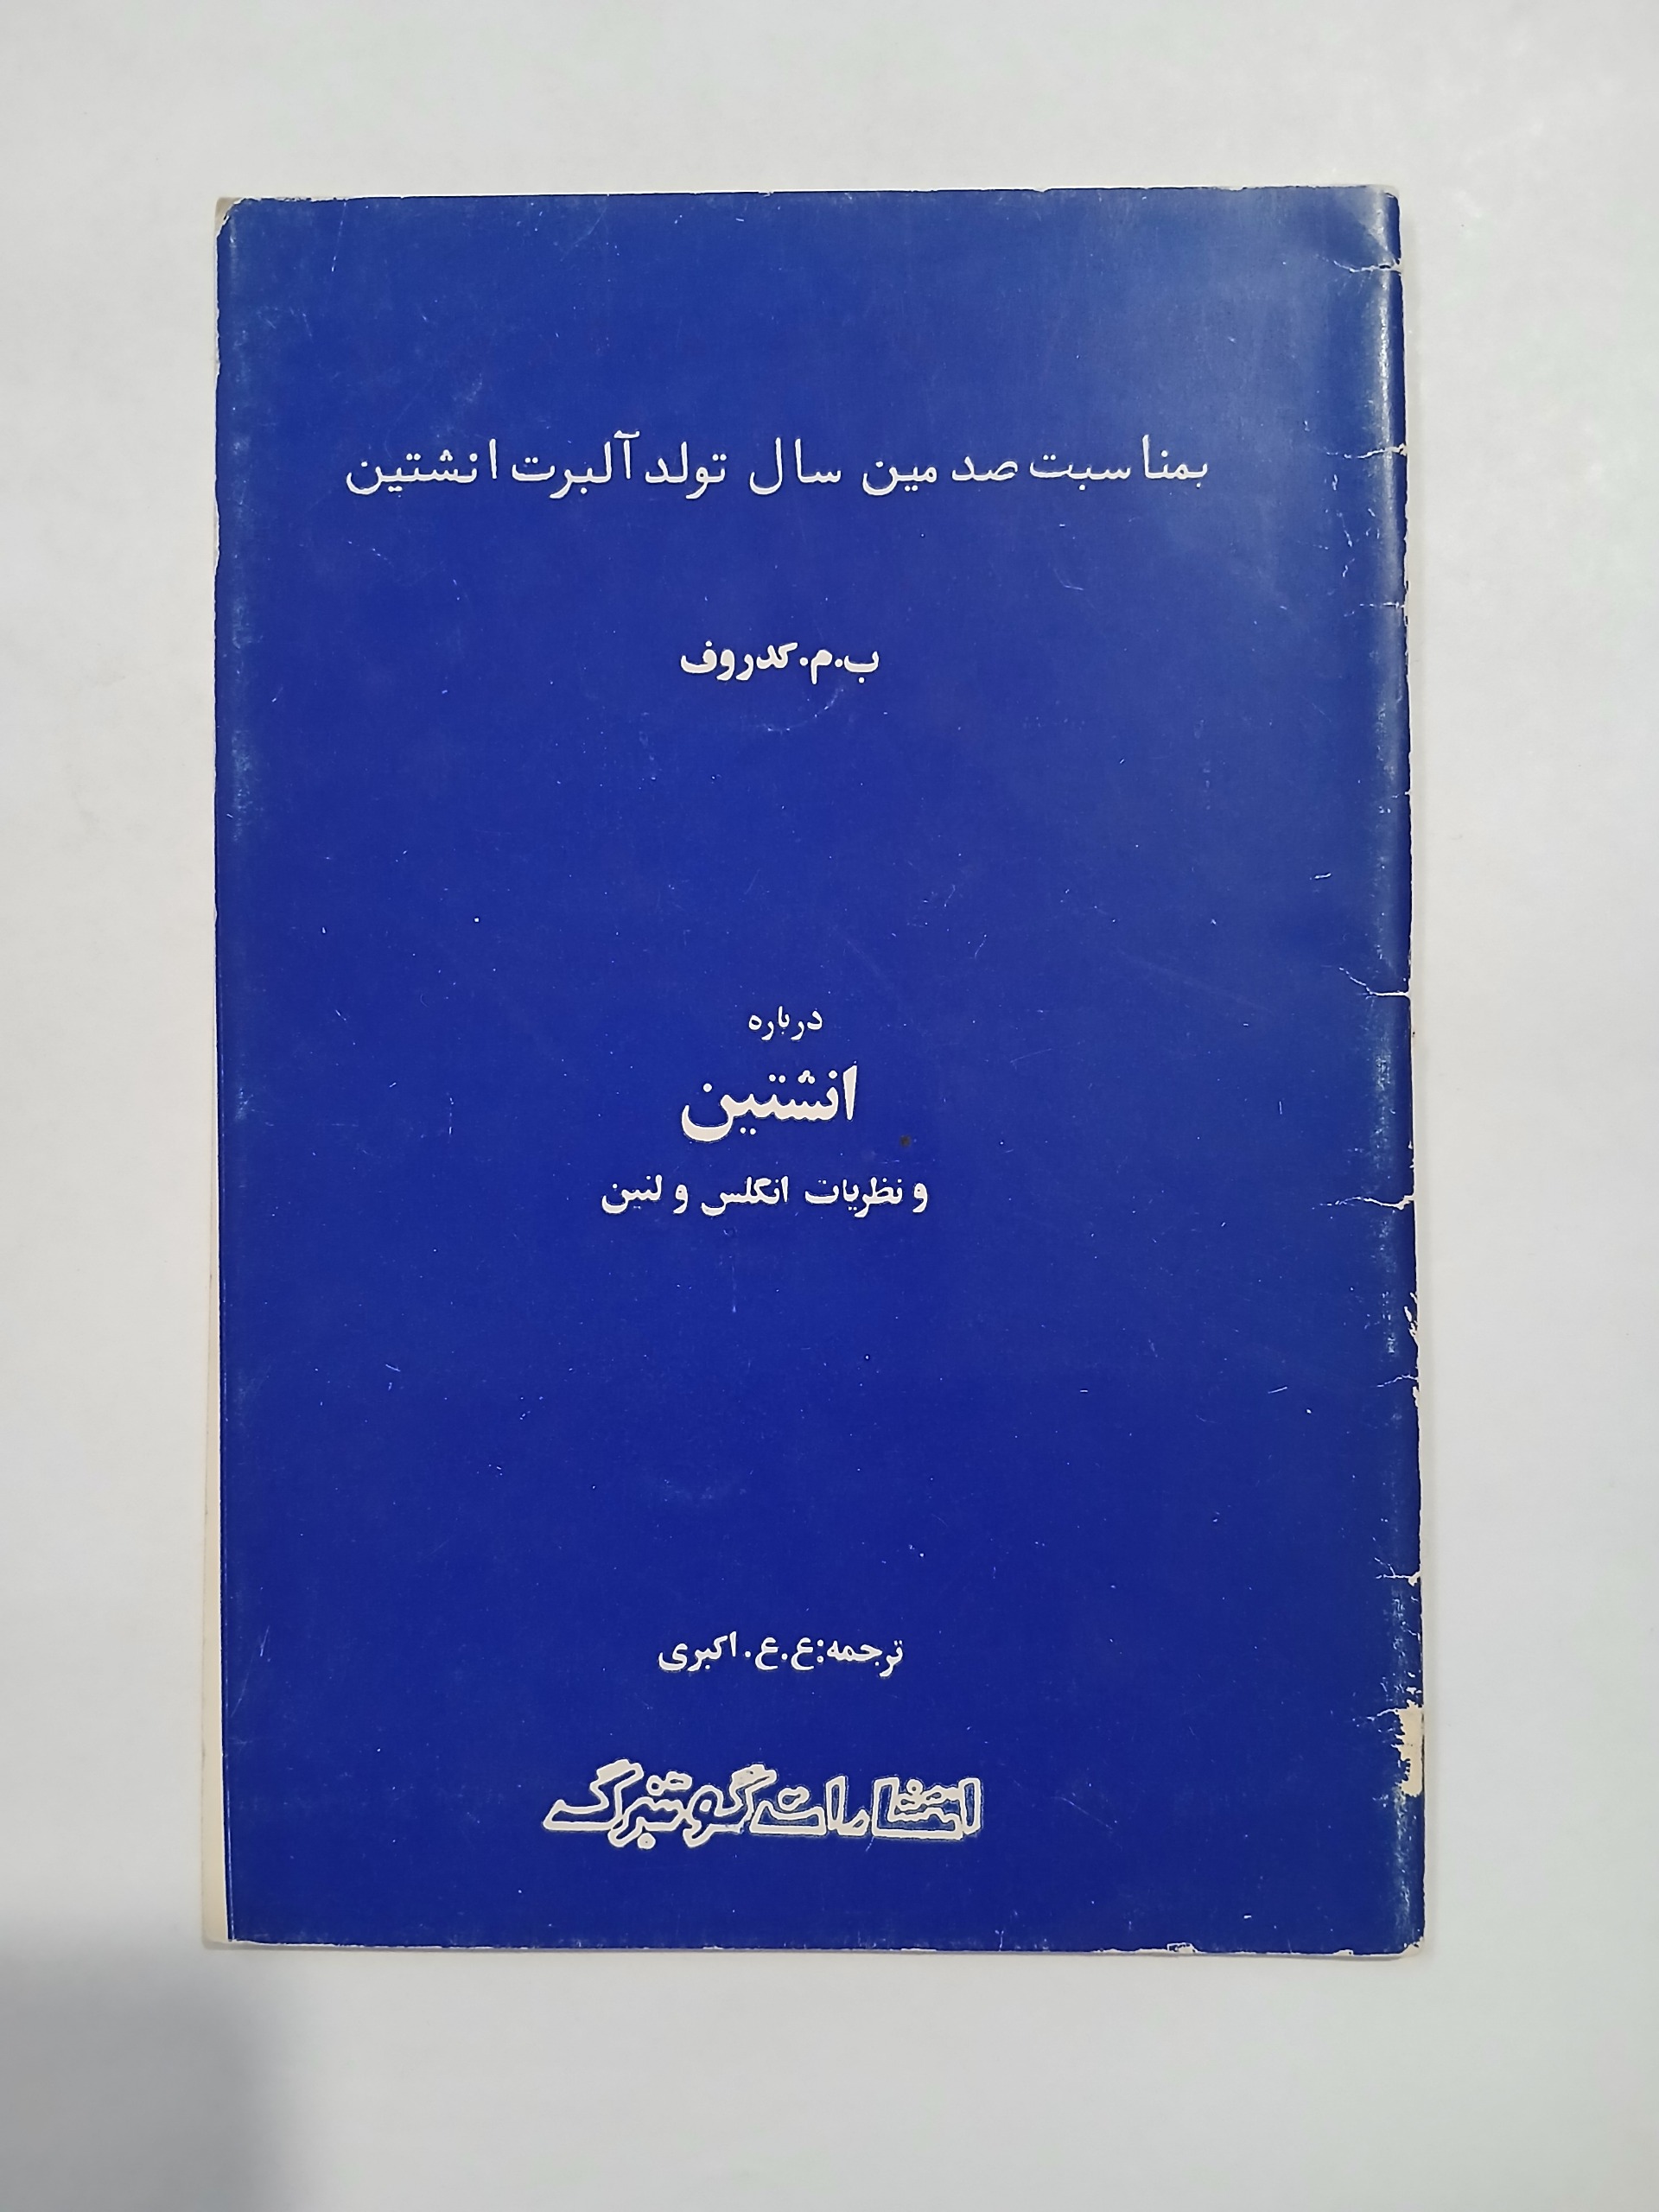 بمناسبت صدمین سال تولد آلبرت انشتین
ب.م.کدروف
درباره
انشتین
و نظریات انگلس و لنین
ترجمه:ع.ع.اکبری
انتشارات گوتنبرگ